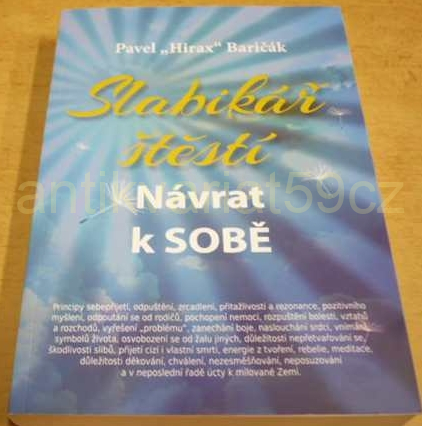 Pavel „Hirax“ Baričák
Slabikář
štěstí
antikvariat59cz
Návrat
k SOBĚ
Principy sebepřijetí, odpuštění, zrcadlení, přitažlivosti a rezonance, pozitivního
myšlení, odpoutání se od rodičů, pochopení nemoci, rozpuštění bolesti, vztahů
a rozchodů, vyřešení „problému“, zanechání boje, naslouchání srdci, vnímání
symbolů života, osvobození se od žalu jiných, důležitosti nepřetvařování se,
škodlivosti slibů, přijetí cizí i vlastní smrti, energie z tvoření, rebelie, meditace,
důležitosti děkování, chválení, nezesměšňování, neposuzování
a v neposlední řadě úcty k milované Zemi.